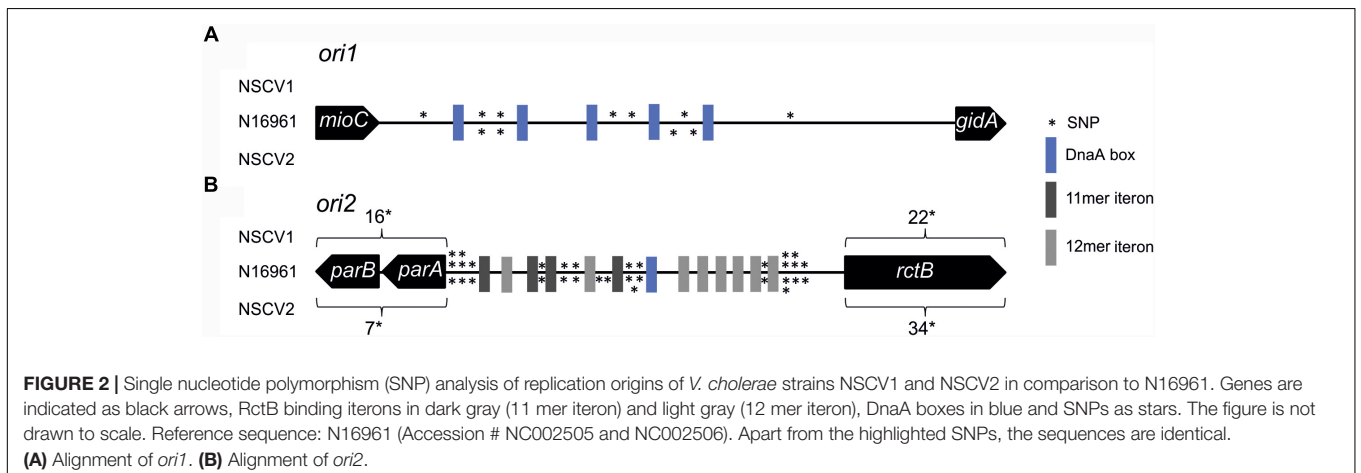 A
ori1
NSCV1
N16961
mioC
gidA
NSCV2
* SNP
DnaA box
11mer iteron
12mer iteron
B
ori2
16*
22*
NSCV1
N16961
parB
parA
rctB
NSCV2
7*
34*
FIGURE 2 | Single nucleotide polymorphism (SNP) analysis of replication origins of V. cholerae strains NSCV1 and NSCV2 in comparison to N16961. Genes are
indicated as black arrows, RctB binding iterons in dark gray (11 mer iteron) and light gray (12 mer iteron), DnaA boxes in blue and SNPs as stars. The figure is not
drawn to scale. Reference sequence: N16961 (Accession # NC002505 and NC002506). Apart from the highlighted SNPs, the sequences are identical.
(A) Alignment of ori1. (B) Alignment of ori2.